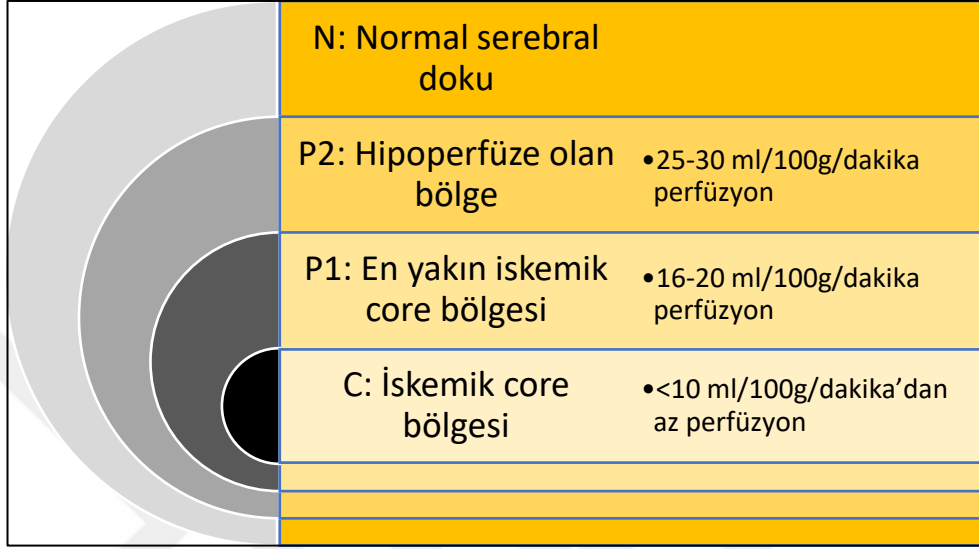 N: Normal serebral
doku
P2: Hipoperfüze olan
bölge
•25-30 ml/100g/dakika
perfüzyon
P1: En yakın iskemik
core bölgesi
•16-20 ml/100g/dakika
perfüzyon
C: İskemik core
bölgesi
•<10 ml/100g/dakika’dan
az perfüzyon